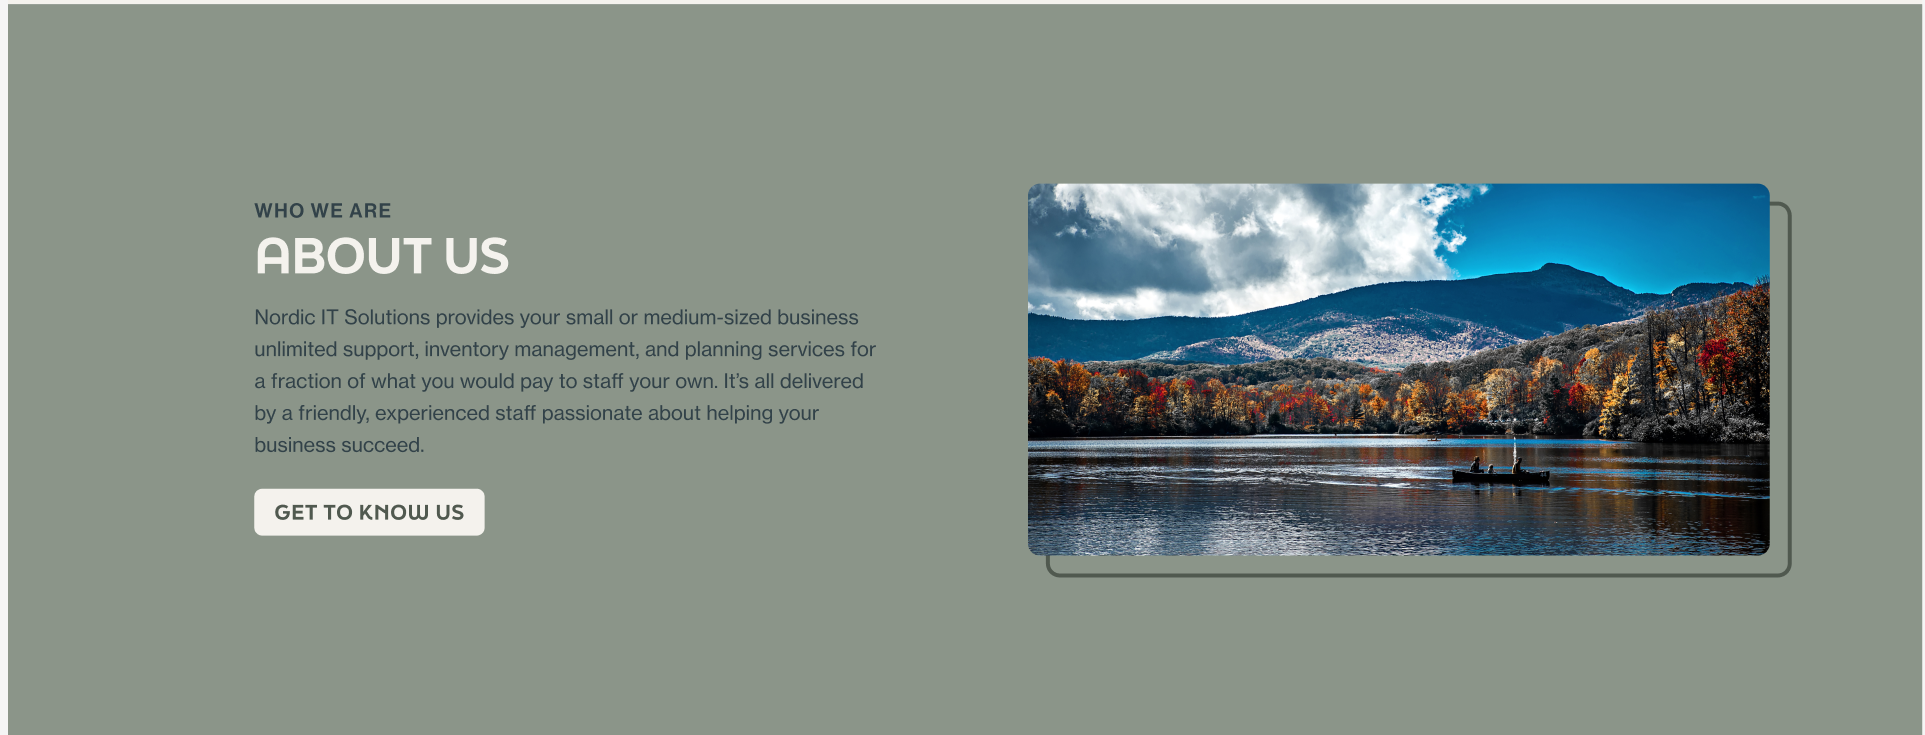 WHO WE ARE
ABOUT US
Nordic IT Solutions provides your small or medium-sized business
unlimited support, inventory management, and planning services for
a fraction of what you would pay to staff your own. It’s all delivered
by a friendly, experienced staff passionate about helping your
business succeed.
GET TO KNOW US